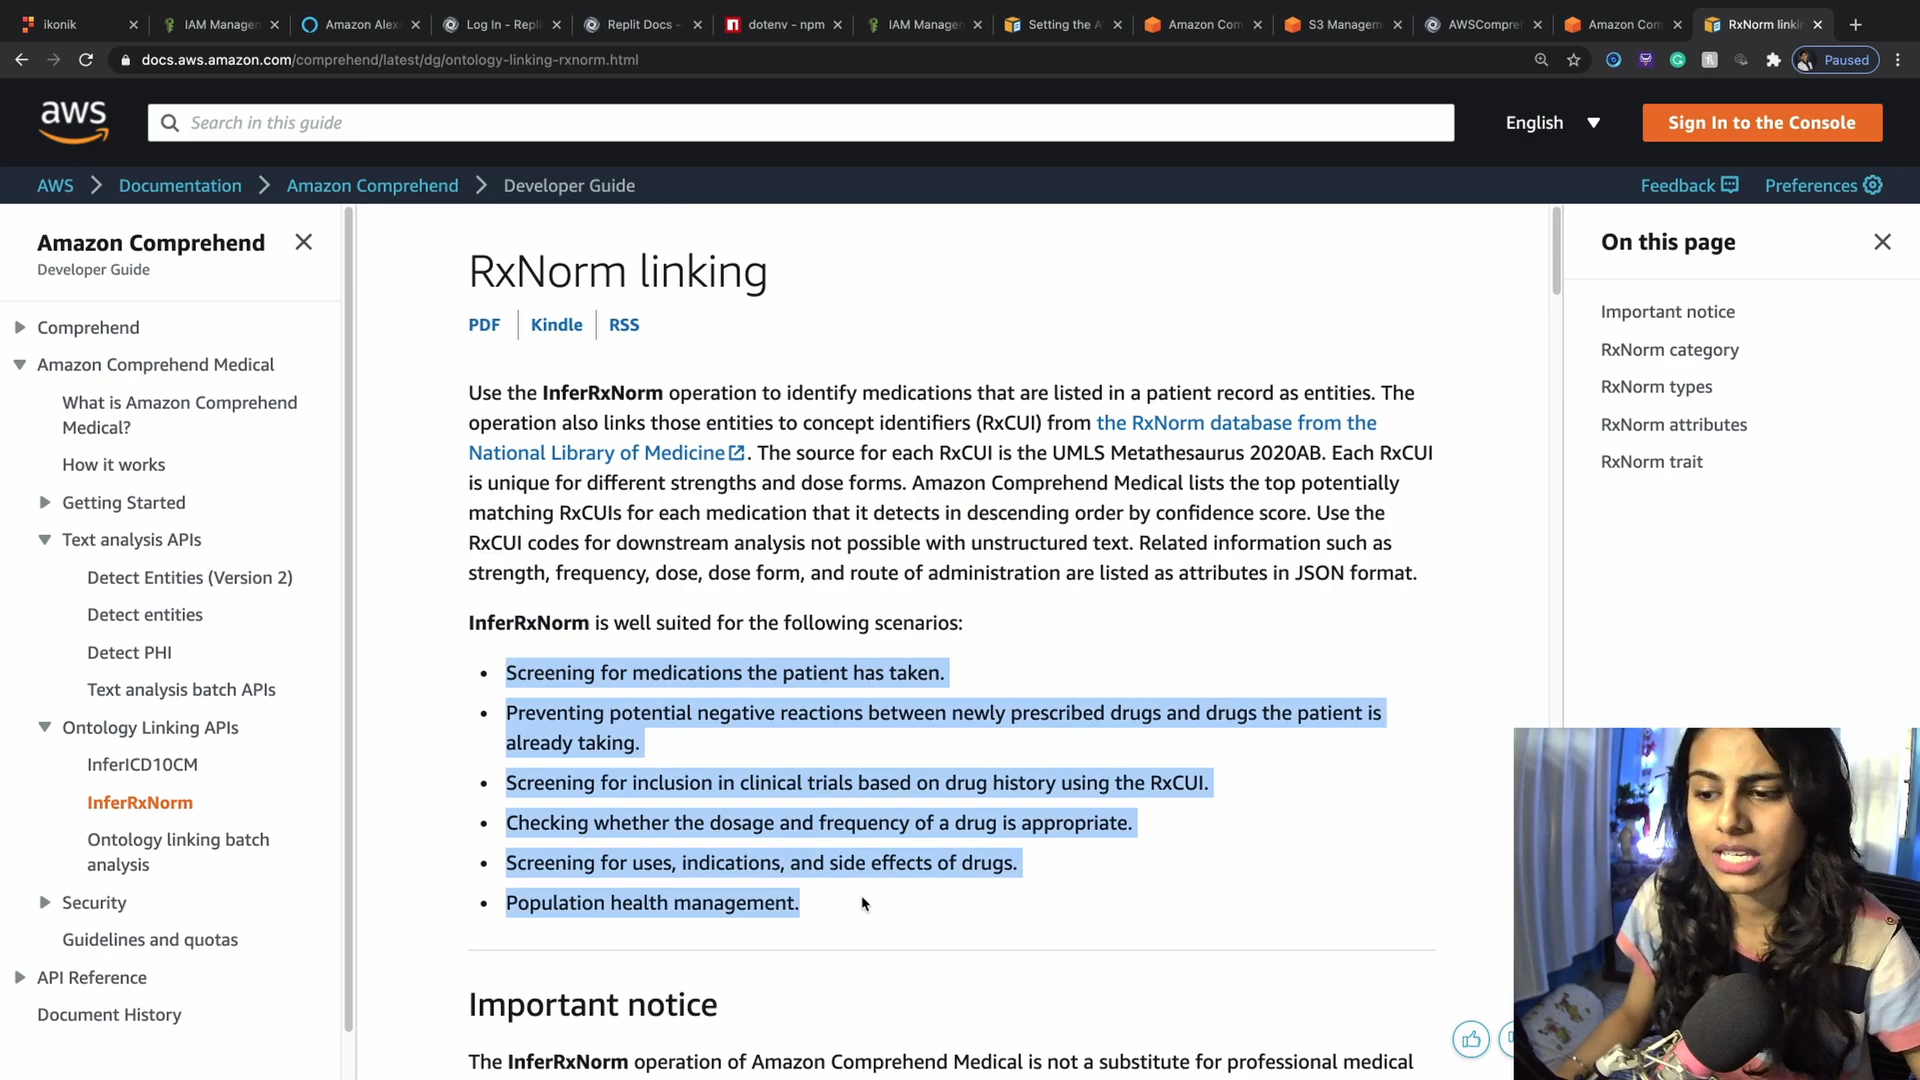 ikonik
IAM Managem
Amazon Alexa
Log In - Repli
Replit Docs -
dotenv - npm
IAM Managem
Setting the A
Amazon Com
S3 Managem
AWSCompreh
Amazon Com
RxNorm linki
docs.aws.amazon.com/comprehend/latest/dg/ontology-linking-rxnorm.html
Paused
aws
Search in this guide
English
Sign In to the Console
AWS > Documentation > Amazon Comprehend > Developer Guide
Feedback
Preferences
Amazon Comprehend
Developer Guide
Comprehend
Amazon Comprehend Medical
What is Amazon Comprehend
Medical?
How it works
Getting Started
Text analysis APIs
Detect Entities (Version 2)
Detect entities
Detect PHI
Text analysis batch APIs
Ontology Linking APIs
InferICD10CM
InferRxNorm
Ontology linking batch
analysis
Security
Guidelines and quotas
API Reference
Document History
RxNorm linking
PDF
Kindle
RSS
Use the InferRxNorm operation to identify medications that are listed in a patient record as entities. The
operation also links those entities to concept identifiers (RxCUI) from the RxNorm database from the
National Library of Medicine. The source for each RxCUI is the UMLS Metathesaurus 2020AB. Each RxCUI
is unique for different strengths and dose forms. Amazon Comprehend Medical lists the top potentially
matching RxCUIs for each medication that it detects in descending order by confidence score. Use the
RxCUI codes for downstream analysis not possible with unstructured text. Related information such as
strength, frequency, dose, dose form, and route of administration are listed as attributes in JSON format.
InferRxNorm is well suited for the following scenarios:
• Screening for medications the patient has taken.
• Preventing potential negative reactions between newly prescribed drugs and drugs the patient is
already taking.
• Screening for inclusion in clinical trials based on drug history using the RxCUI.
• Checking whether the dosage and frequency of a drug is appropriate.
• Screening for uses, indications, and side effects of drugs.
• Population health management.
Important notice
The InferRxNorm operation of Amazon Comprehend Medical is not a substitute for professional medical
On this page
Important notice
RxNorm category
RxNorm types
RxNorm attributes
RxNorm trait